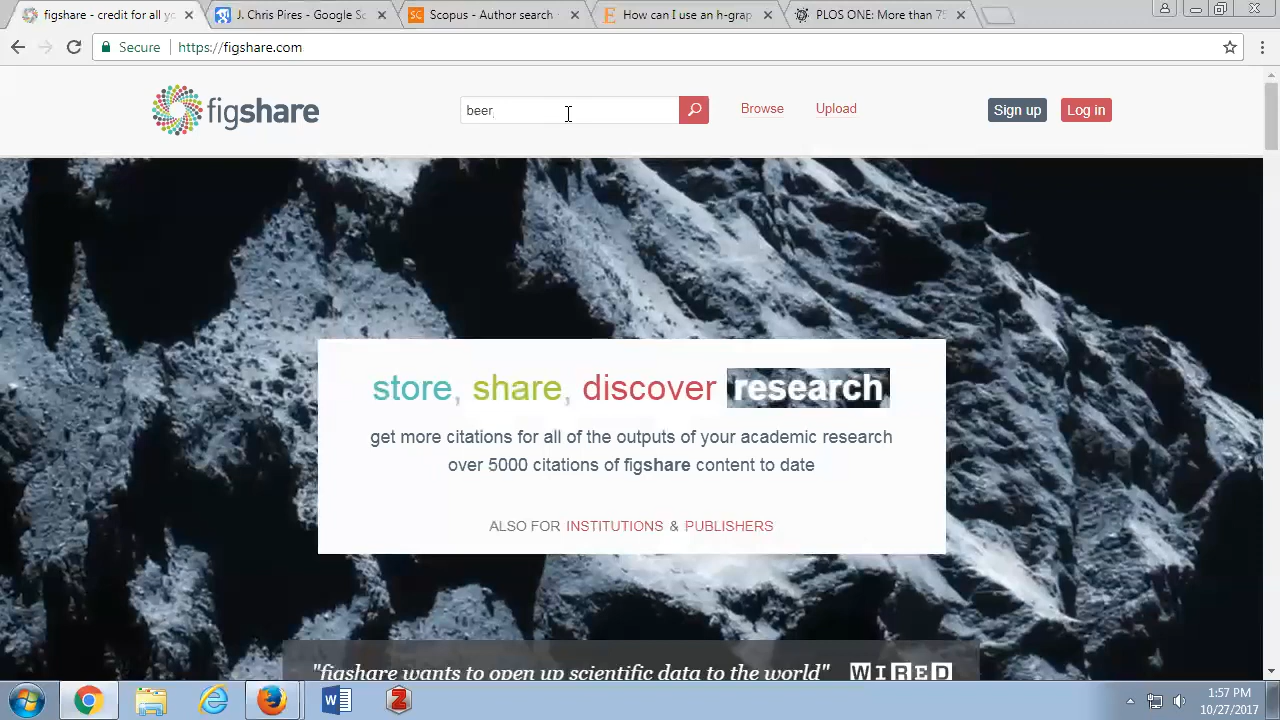 figshare - credit for all yo
J. Chris Pires - Google Sc
Scopus - Author search
How can I use an h-grap
PLOS ONE: More than 75
Secure
https://figshare.com
figshare
beer
Browse
Upload
Sign up
Log in
store, share, discover research
get more citations for all of the outputs of your academic research
over 5000 citations of figshare content to date
ALSO FOR INSTITUTIONS & PUBLISHERS
"figshare wants to open up scientific data to the world" WIRED
1:57 PM
10/27/2017